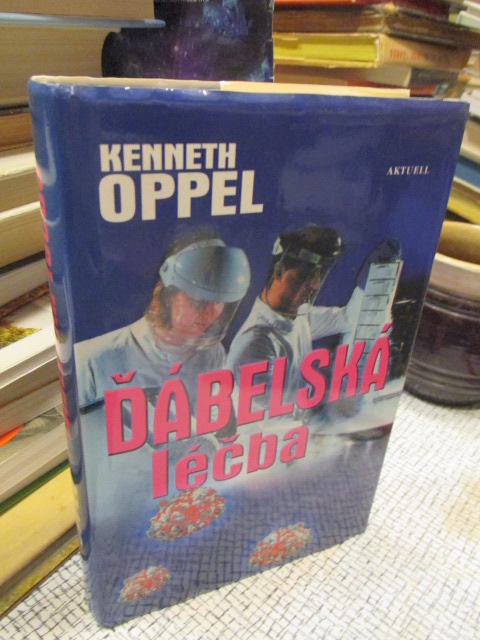 KENNETH
OPPEL
AKTUELL
ĎÁBELSKÁ
léčba